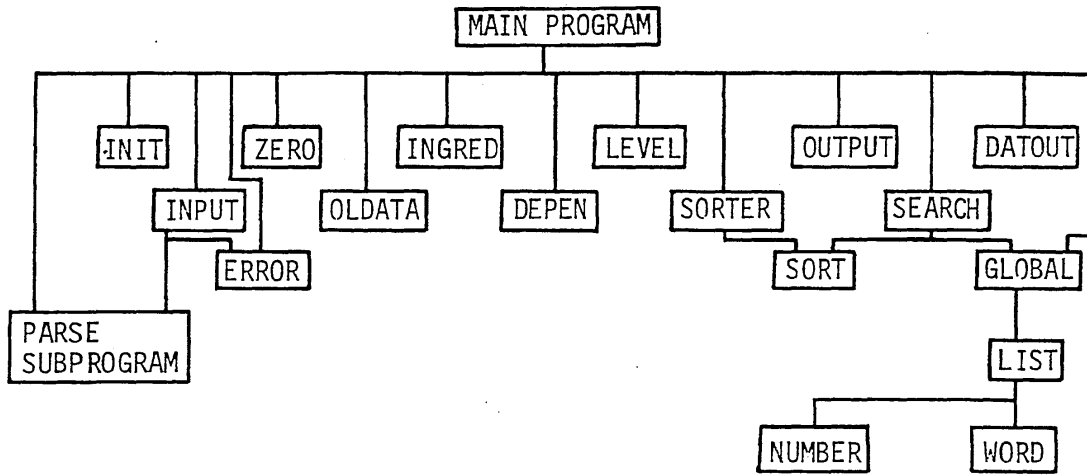 MAIN PROGRAM
INIT
ZERO
INGRED
LEVEL
OUTPUT
DATOUT
INPUT
OLDATA
DEPEN
SORTER
SEARCH
ERROR
SORT
GLOBAL
PARSE
SUBPROGRAM
LIST
NUMBER
WORD